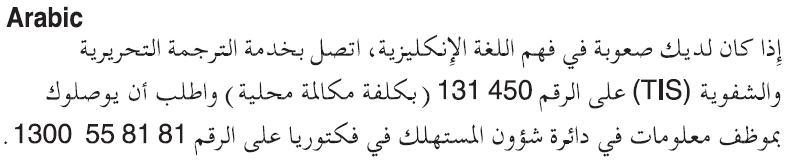 Arabic
إذا كان لديك صعوبة في فهم اللغة الإنكليزية، اتصل بخدمة الترجمة التحريرية
والشفوية (TIS) على الرقم 450 131 (بكلفة مكالمة محلية) واطلب أن يوصلوك
بموظف معلومات في دائرة شؤون المستهلك في فكتوريا على الرقم 81 81 55 1300.